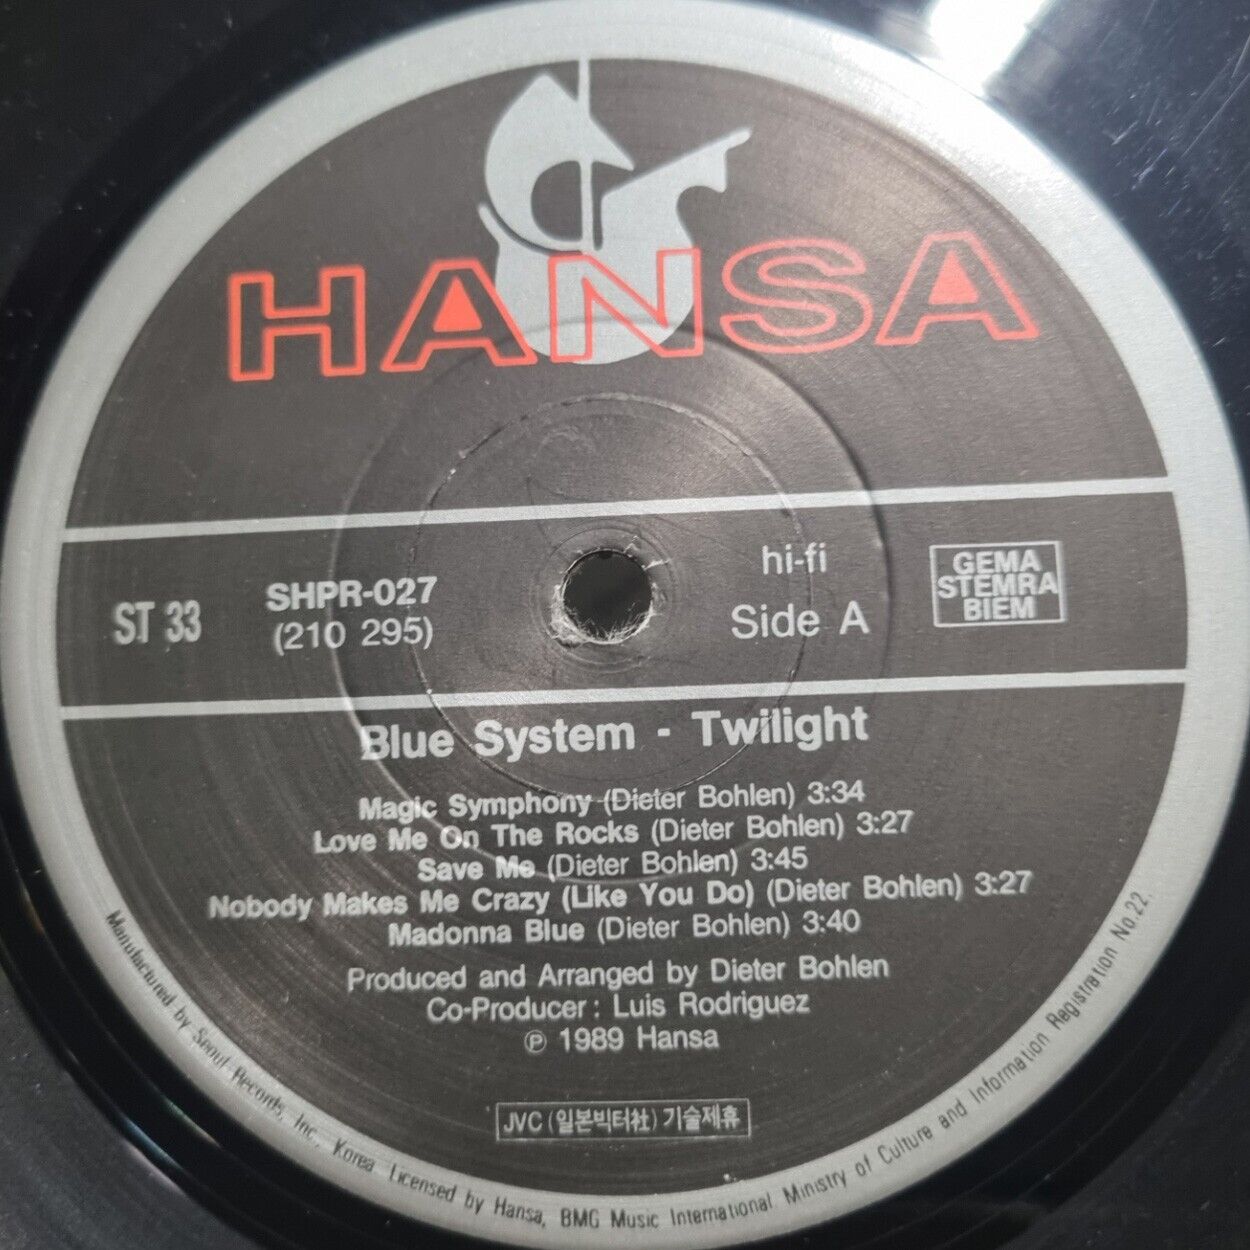 HANSA
ST 33
SHPR-027
(210 295)
hi-fi
Side A
GEMA
STEMRA
BIEM
Blue System - Twilight
Magic Symphony (Dieter Bohlen) 3:34
Love Me On The Rocks (Dieter Bohlen) 3:27
Save Me (Dieter Bohlen) 3:45
Nobody Makes Me Crazy (Like You Do) (Dieter Bohlen) 3:27
Madonna Blue (Dieter Bohlen) 3:40
Produced and Arranged by Dieter Bohlen
Co-Producer : Luis Rodriguez
℗ 1989 Hansa
JVC (일본빅터社) 기술제휴
Manufactured by Seoul Records, Inc., Korea Licensed by Hansa, BMG Music International Ministry of Culture and Information Registration No.22.